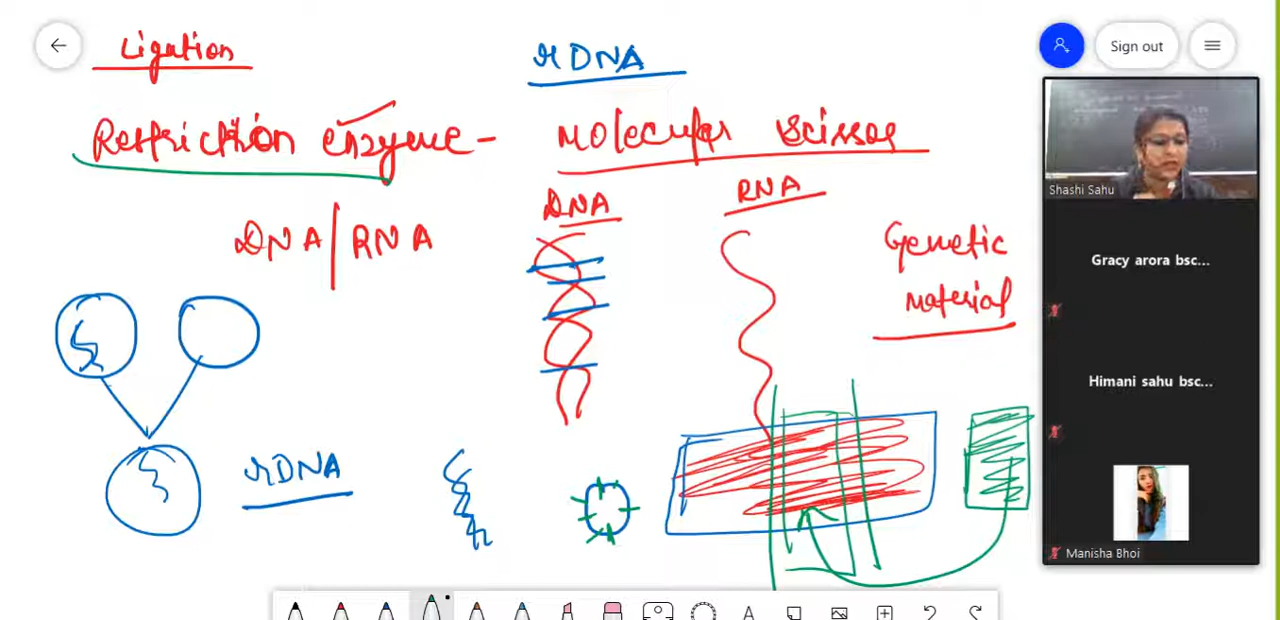 Ligation
rDNA
Sign out
Restriction enzyme - Molecular scissor
Shashi Sahu
DNA
RNA
DNA/RNA
Genetic
material
Gracy arora bsc...
Himani sahu bsc...
rDNA
Manisha Bhoi
A